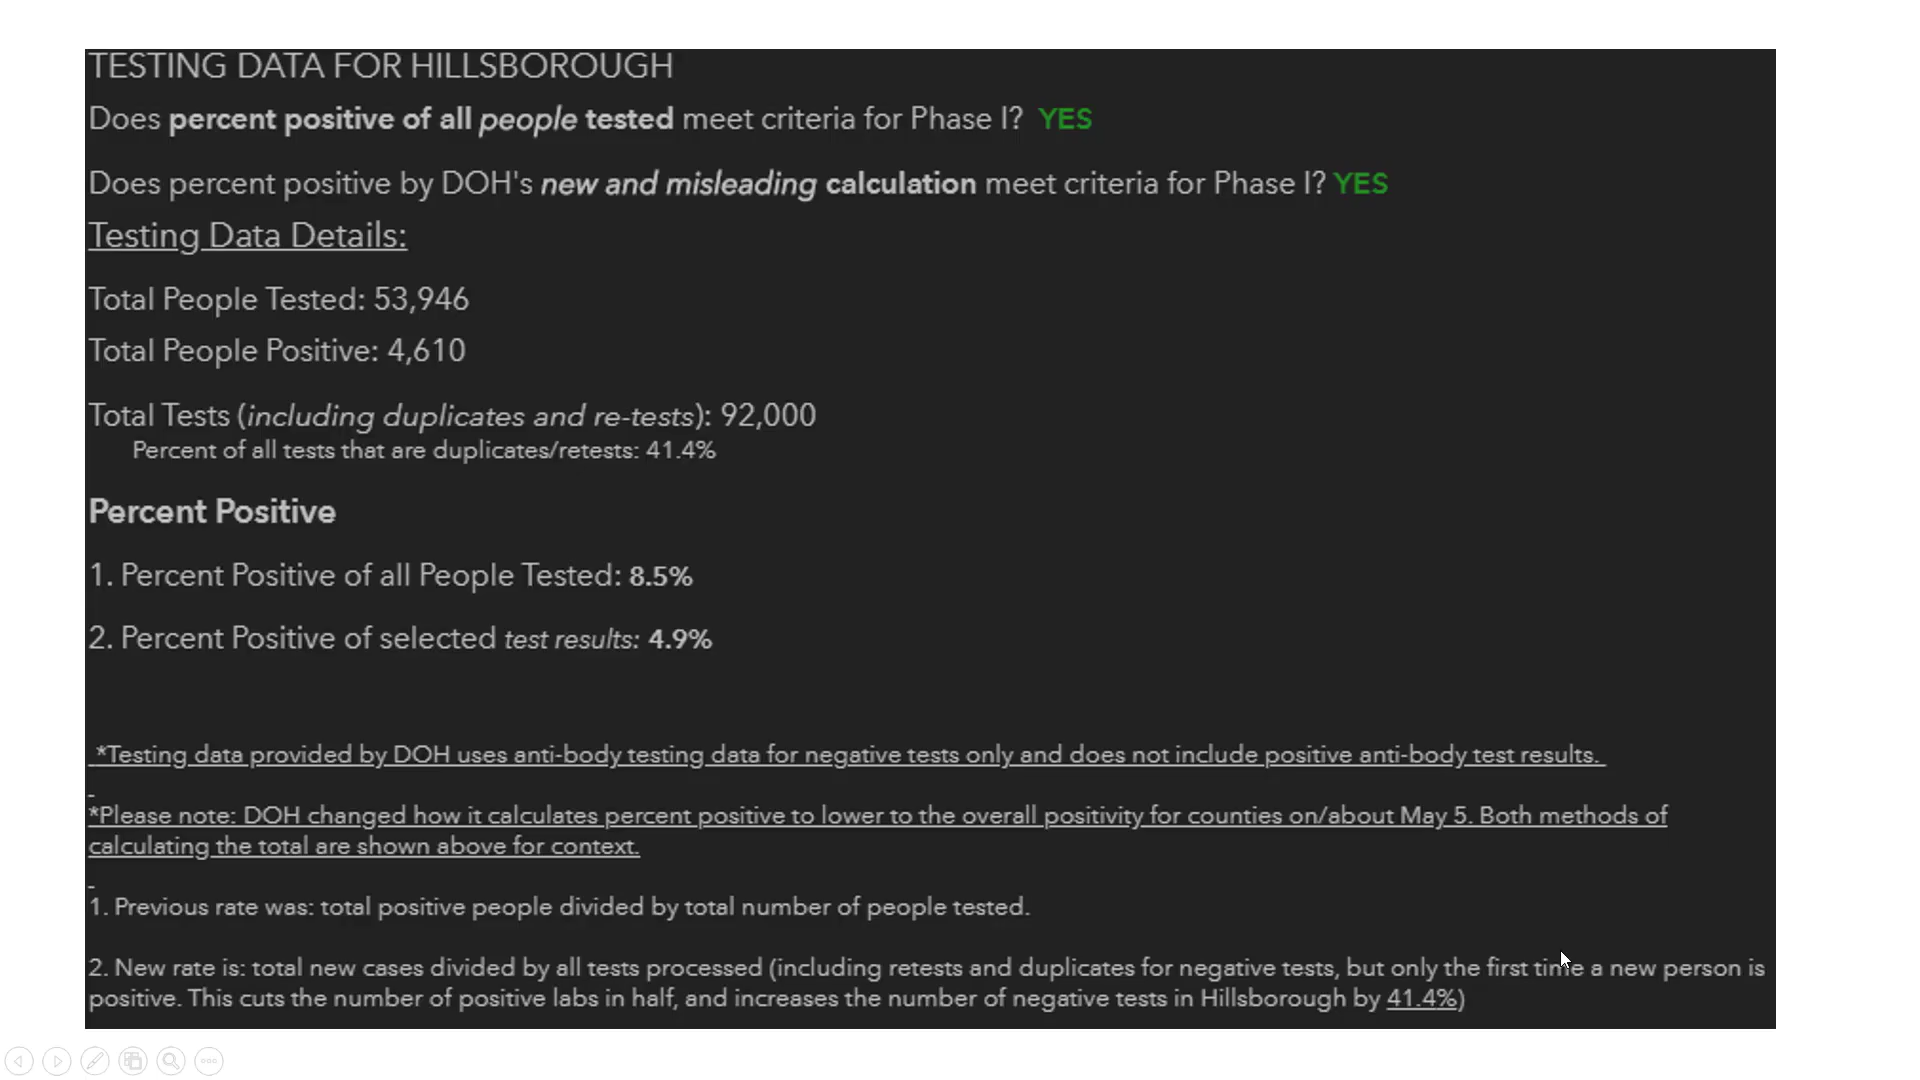 TESTING DATA FOR HILLSBOROUGH
Does percent positive of all people tested meet criteria for Phase I? YES
Does percent positive by DOH's new and misleading calculation meet criteria for Phase I? YES
Testing Data Details:
Total People Tested: 53,946
Total People Positive: 4,610
Total Tests (including duplicates and re-tests): 92,000
Percent of all tests that are duplicates/retests: 41.4%
Percent Positive
1. Percent Positive of all People Tested: 8.5%
2. Percent Positive of selected test results: 4.9%
*Testing data provided by DOH uses anti-body testing data for negative tests only and does not include positive anti-body test results.
*Please note: DOH changed how it calculates percent positive to lower to the overall positivity for counties on/about May 5. Both methods of
calculating the total are shown above for context.
1. Previous rate was: total positive people divided by total number of people tested.
2. New rate is: total new cases divided by all tests processed (including retests and duplicates for negative tests, but only the first time a new person is
positive. This cuts the number of positive labs in half, and increases the number of negative tests in Hillsborough by 41.4%)